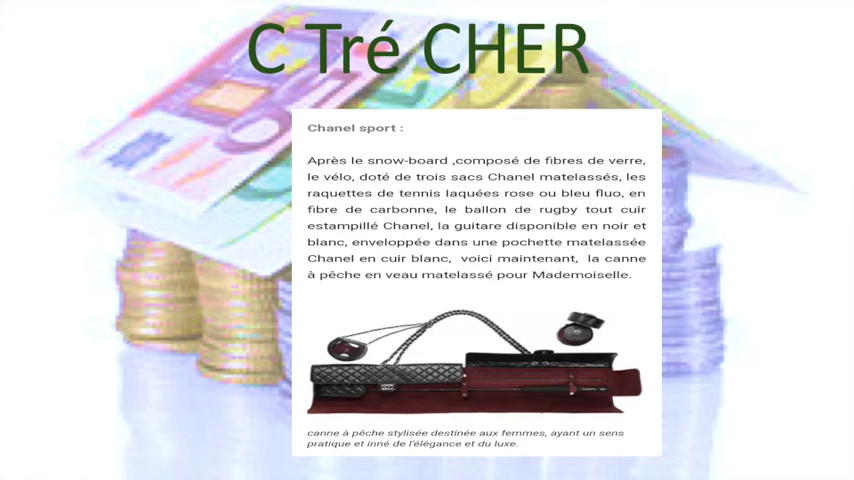 C Tré CHER
Chanel sport :
Après le snow-board ,composé de fibres de verre,
le vélo, doté de trois sacs Chanel matelassés, les
raquettes de tennis laquées rose ou bleu fluo, en
fibre de carbonne, le ballon de rugby tout cuir
estampillé Chanel, la guitare disponible en noir et
blanc, enveloppée dans une pochette matelassée
Chanel en cuir blanc, voici maintenant, la canne
à pêche en veau matelassé pour Mademoiselle.
canne à pêche stylisée destinée aux femmes, ayant un sens
pratique et inné de l'élégance et du luxe.